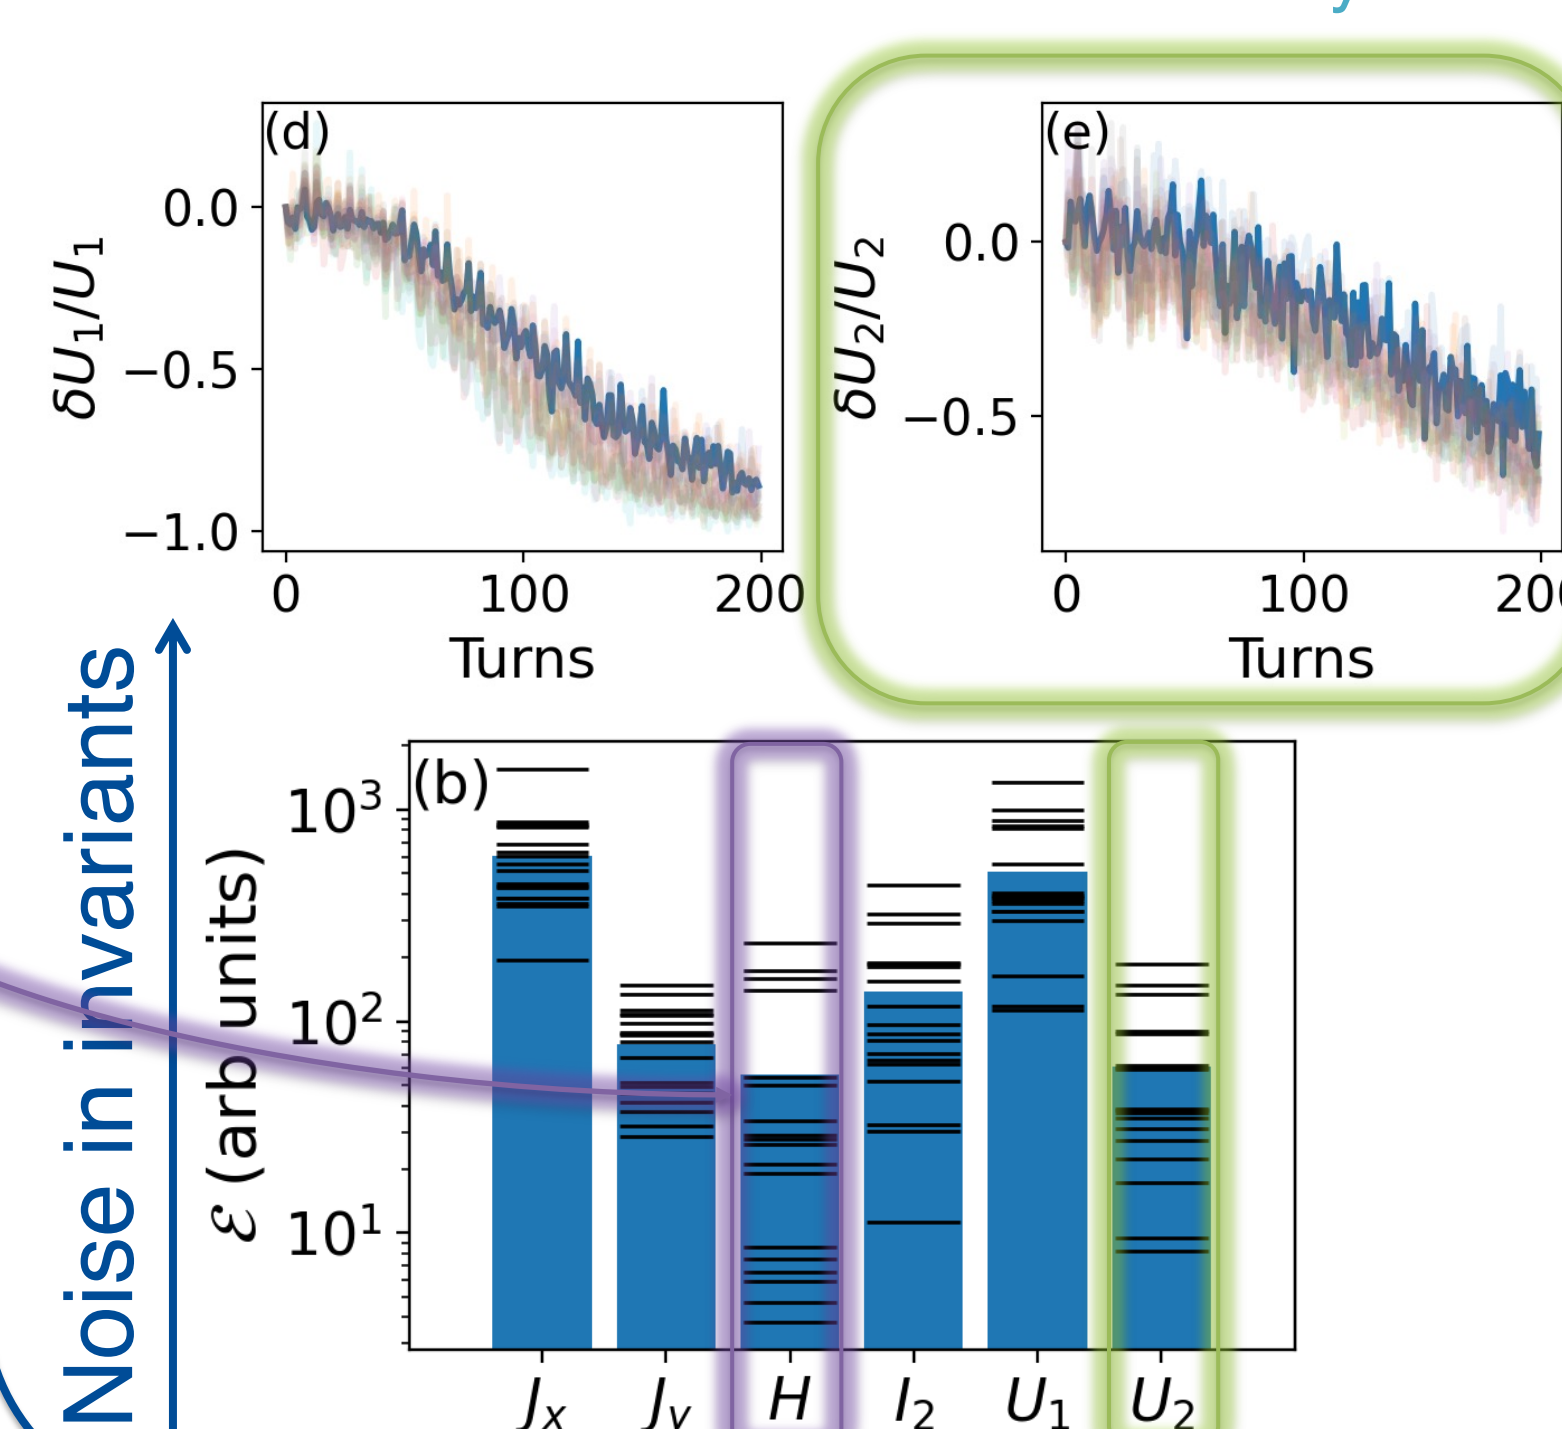 (d)
0.0
−0.5
−1.0
δU₁/U₁
0
100
200
Turns
(e)
0.0
−0.5
δU₂/U₂
0
100
Turns
Noise in invariants
(b)
10³
10²
10¹
ℰ (arb units)
Jₓ
H
I₂
U₁
U₂